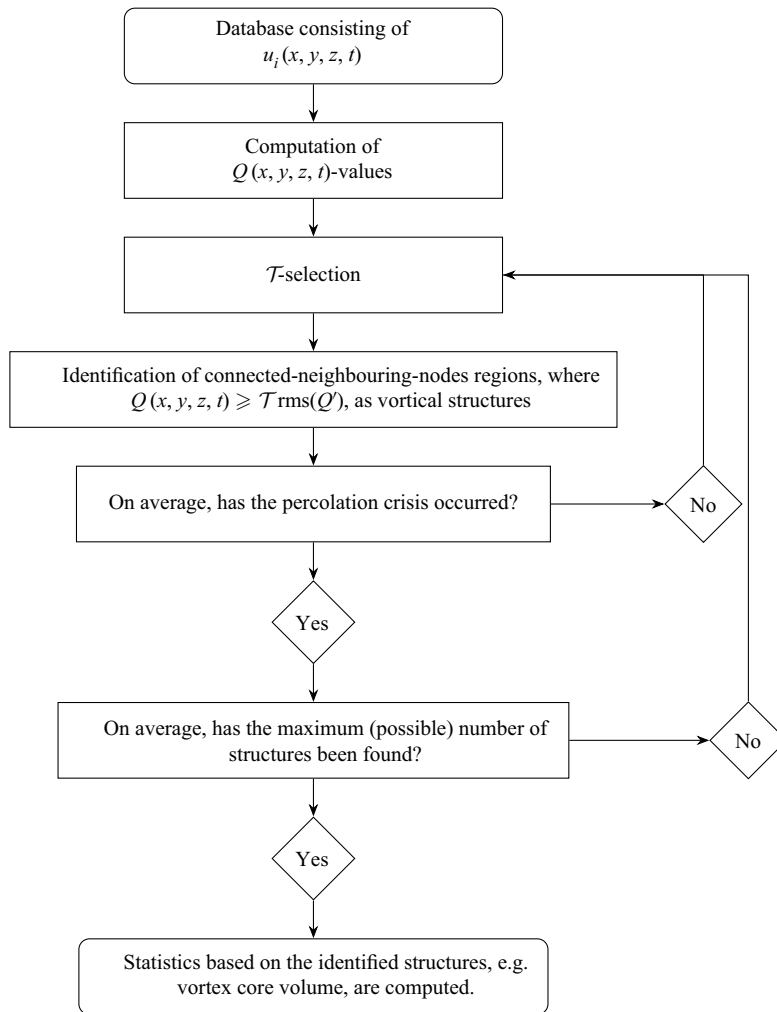 Database consisting of
u_i(x, y, z, t)
Computation of
Q(x, y, z, t)-values
𝒯-selection
Identification of connected-neighbouring-nodes regions, where
Q(x, y, z, t) ⩾ 𝒯 rms(Q′), as vortical structures
On average, has the percolation crisis occurred?
No
Yes
On average, has the maximum (possible) number of
structures been found?
No
Yes
Statistics based on the identified structures, e.g.
vortex core volume, are computed.